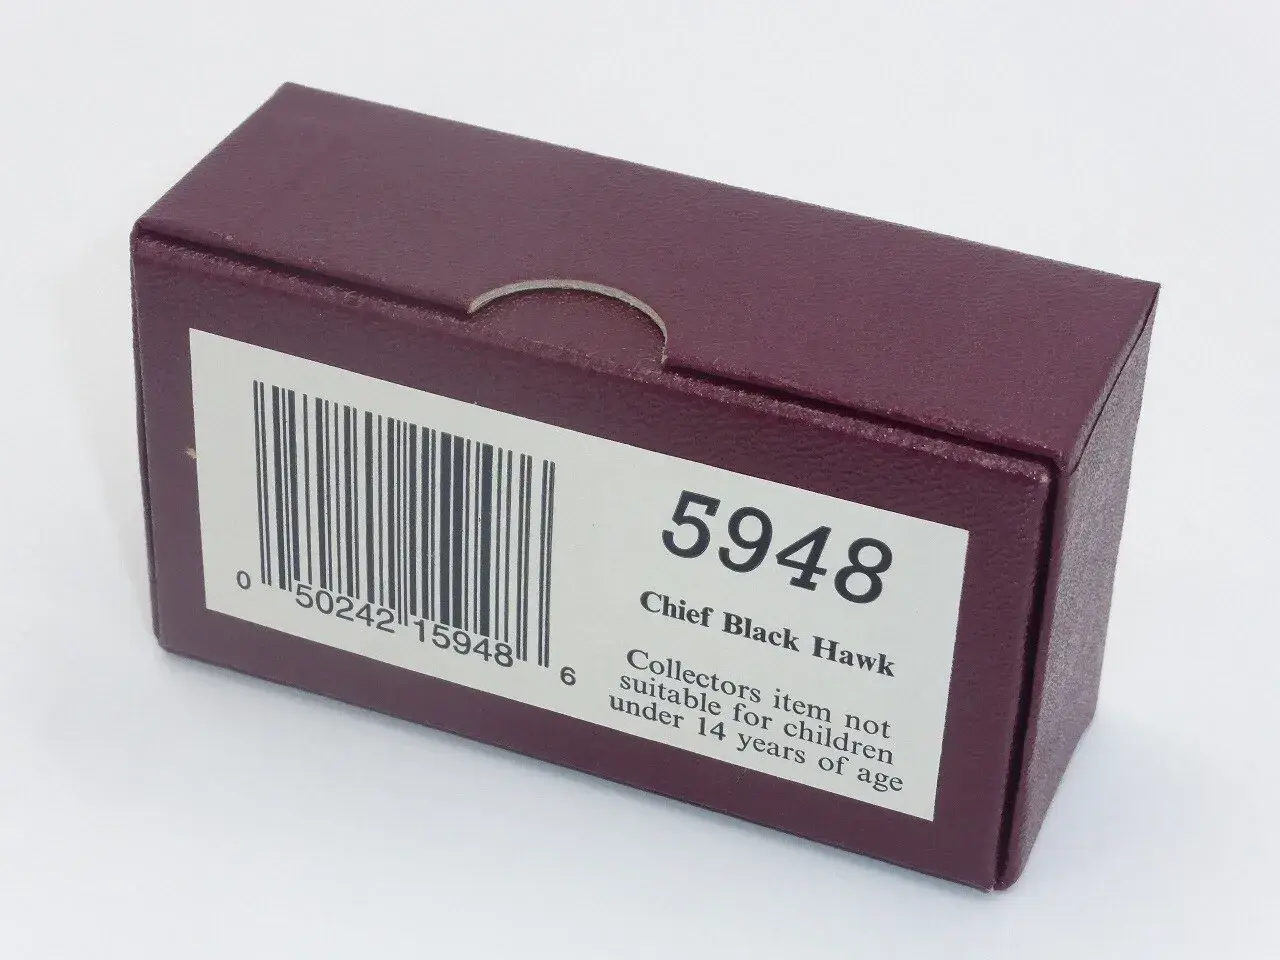 5948
Chief Black Hawk
Collectors item not
suitable for children
under 14 years of age
0 50242 15948 6